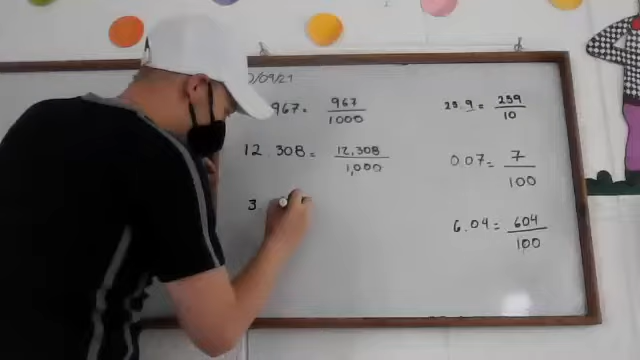 /09/21
967 = 967/1000
12.308 = 12,308/1,000
3.
25.9 = 259/10
0.07 = 7/100
6.04 = 604/100